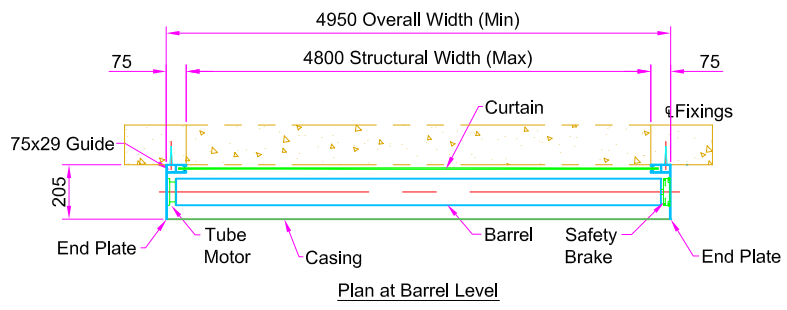 4950 Overall Width (Min)
75
4800 Structural Width (Max)
75
Curtain
℄Fixings
75x29 Guide
205
End Plate
Tube
Motor
Casing
Barrel
Safety
Brake
End Plate
Plan at Barrel Level